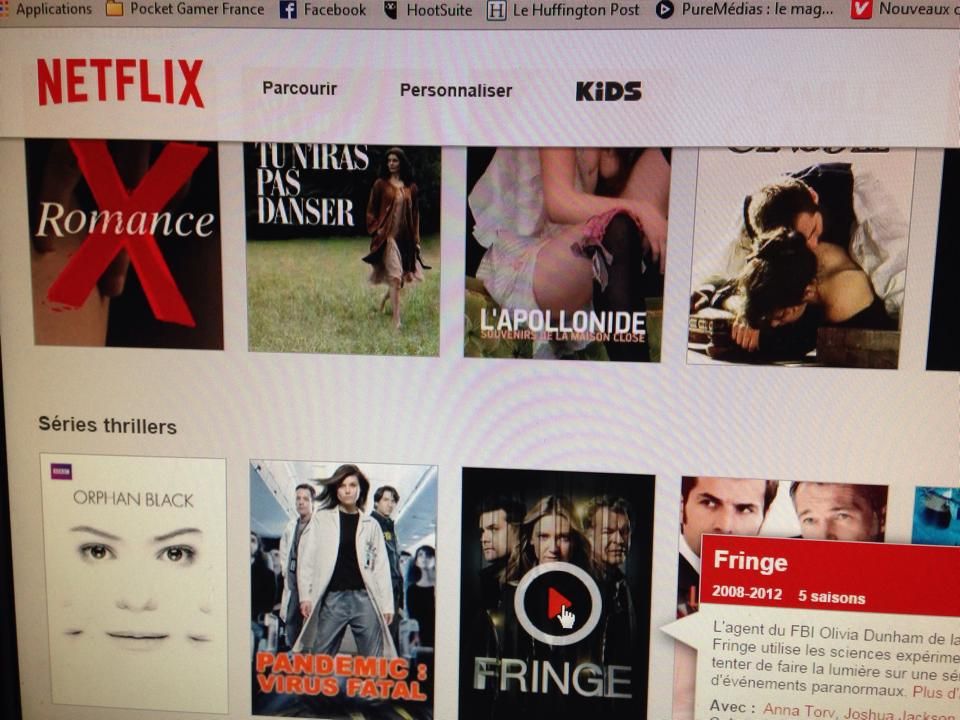 Applications Pocket Gamer France Facebook HootSuite H Le Huffington Post PureMédias : le mag... Nouveaux
NETFLIX Parcourir Personnaliser KiDS
X
Romance
TU N'IRAS
PAS
DANSER
L'APOLLONIDE
SOUVENIRS DE LA MAISON CLOSE
Séries thrillers
ORPHAN BLACK
PANDEMIC :
VIRUS FATAL
FRINGE
Fringe
2008-2012 5 saisons
L'agent du FBI Olivia Dunham de la
Fringe utilise les sciences expérime
tenter de faire la lumière sur une sé
d'événements paranormaux. Plus d'
Avec : Anna Torv, Joshua Jackson